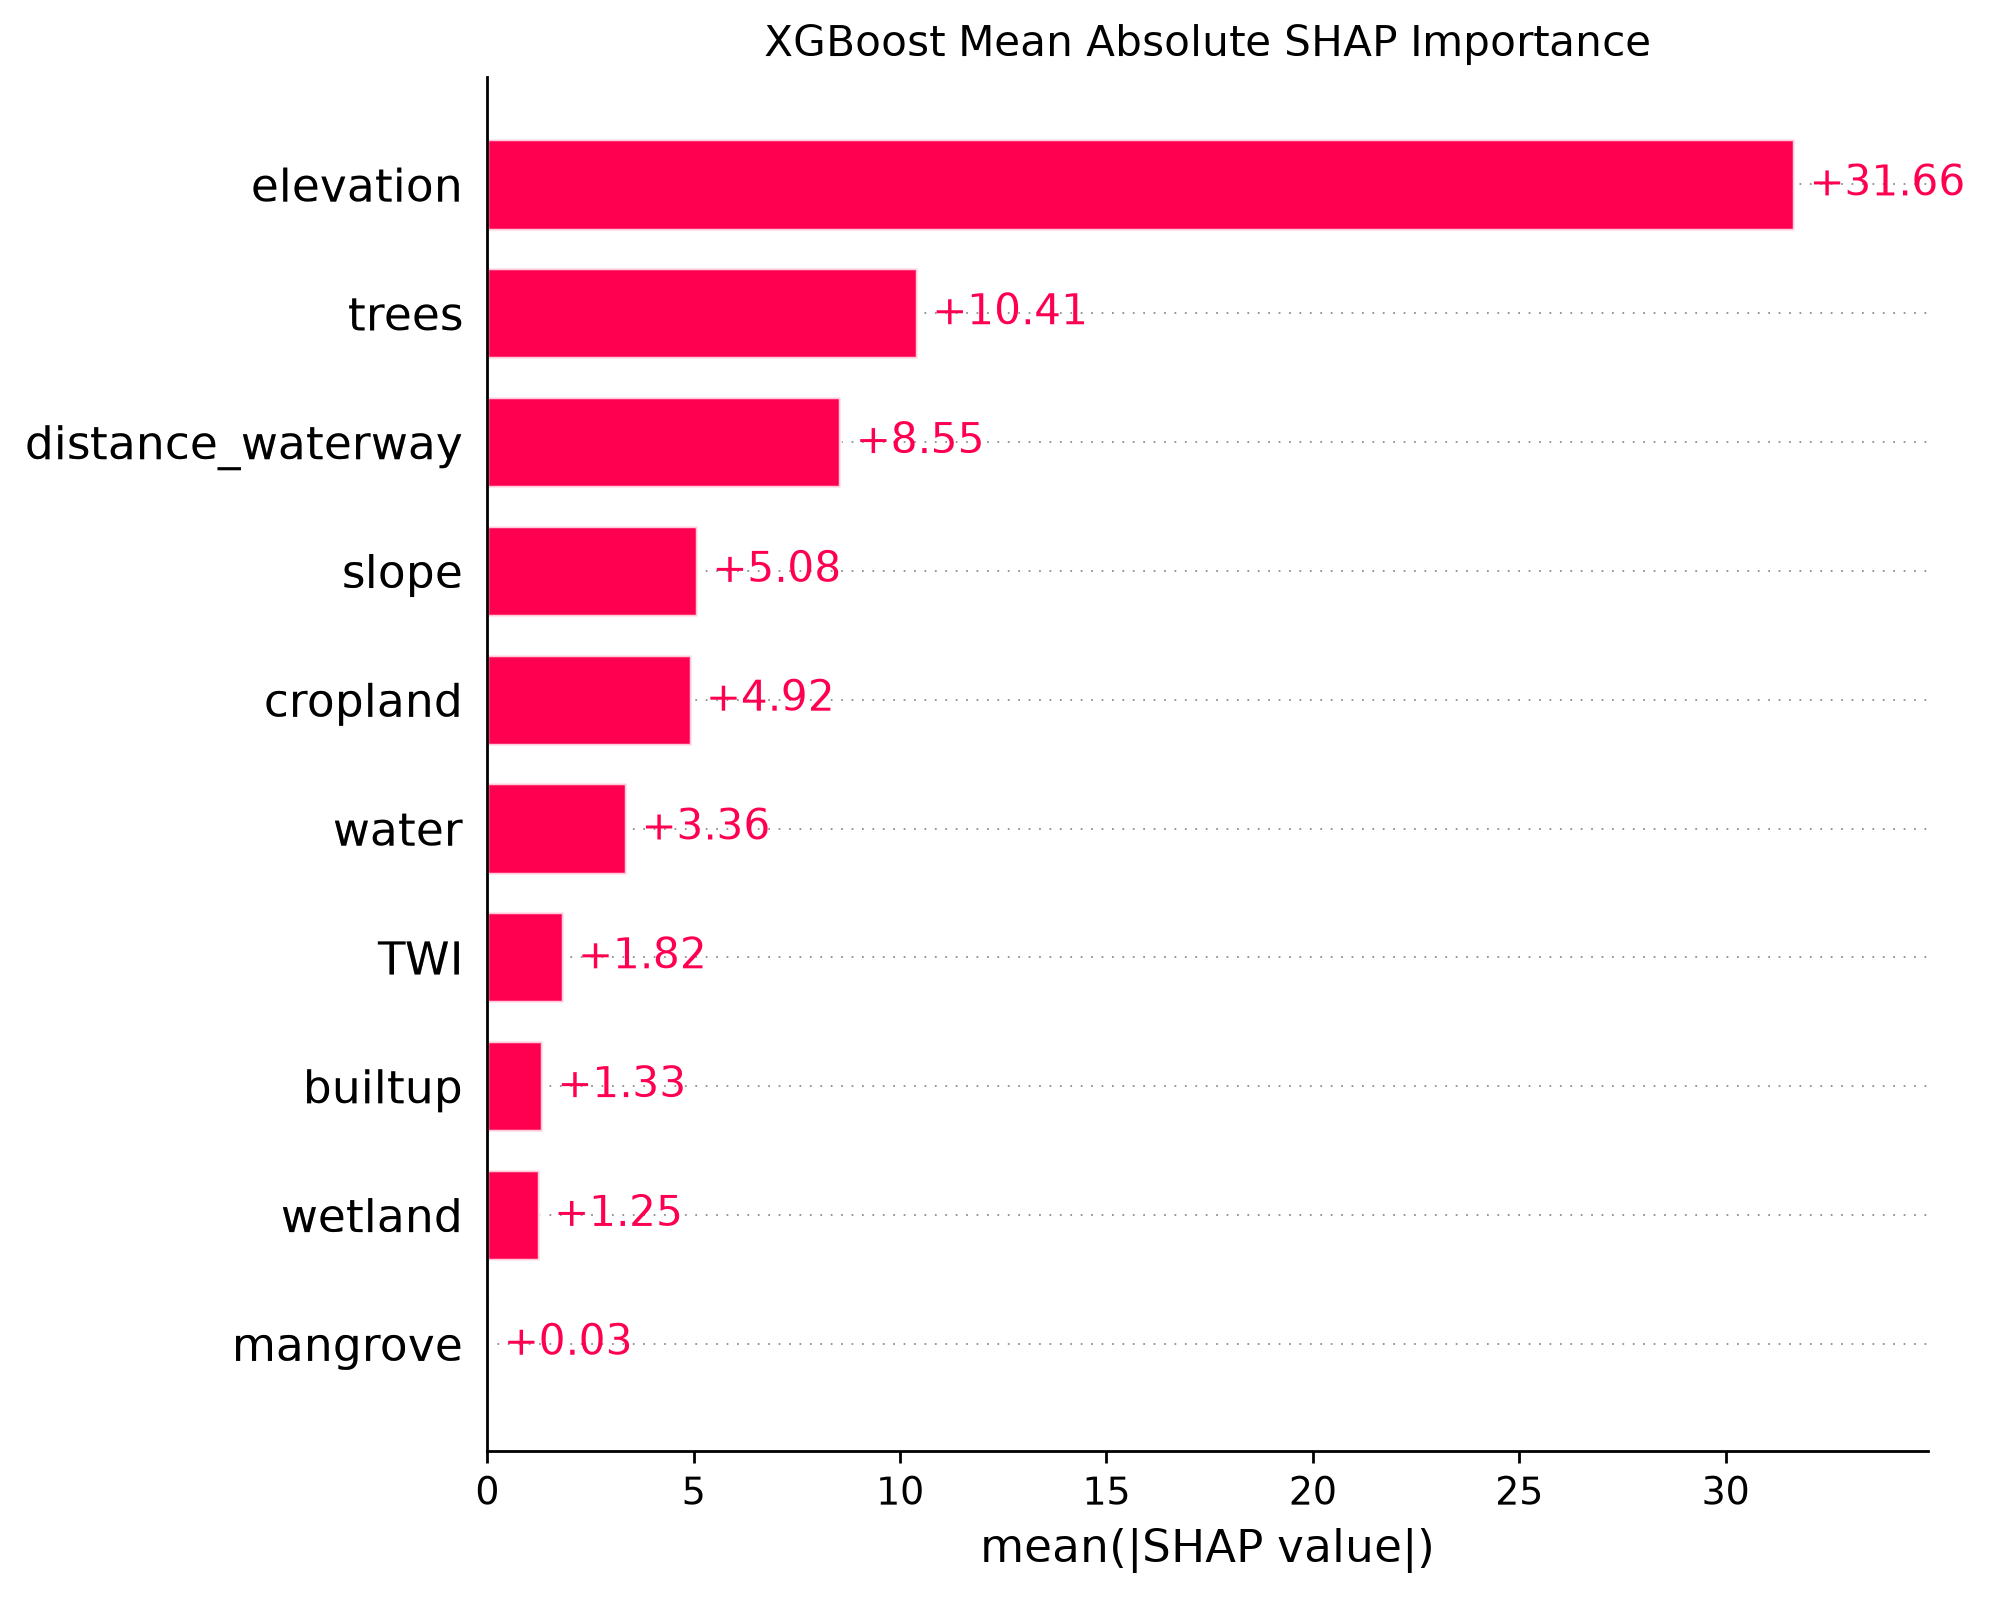 XGBoost Mean Absolute SHAP Importance
elevation +31.66
trees +10.41
distance_waterway +8.55
slope +5.08
cropland +4.92
water +3.36
TWI +1.82
builtup +1.33
wetland +1.25
mangrove +0.03
0 5 10 15 20 25 30
mean(|SHAP value|)